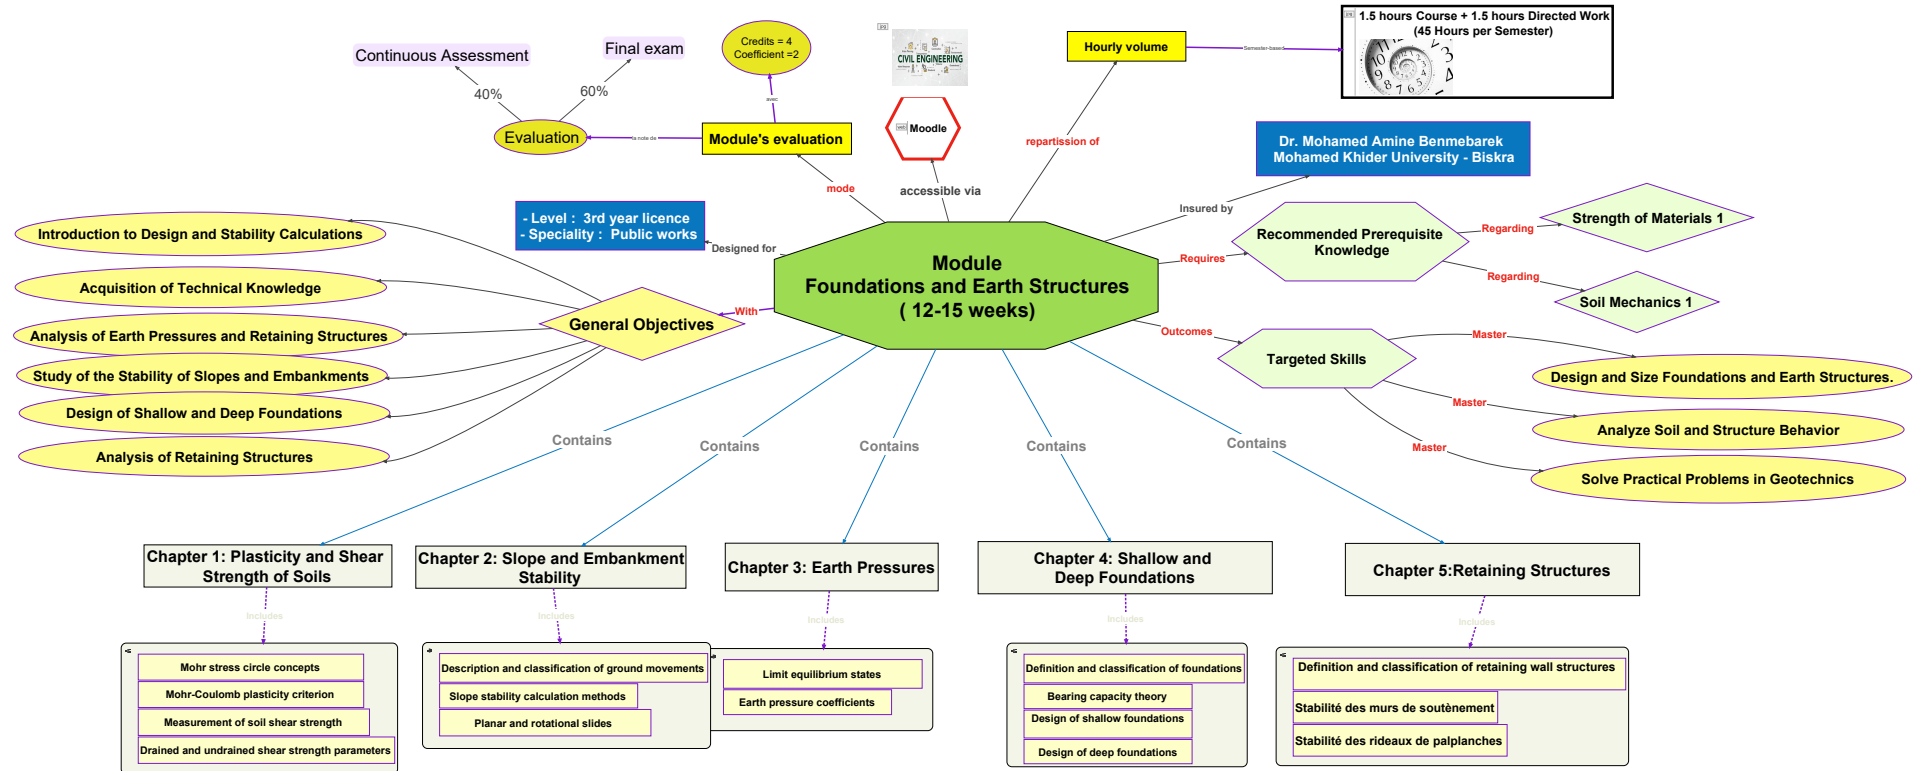 1.5 hours Course + 1.5 hours Directed Work
(45 Hours per Semester)
Continuous Assessment
Final exam
Credits = 4
Coefficient =2
CIVIL ENGINEERING
Hourly volume
Semester-based
40%
60%
avec
Evaluation
la note de
Module's evaluation
Moodle
repartission of
Dr. Mohamed Amine Benmebarek
Mohamed Khider University - Biskra
mode
accessible via
Insured by
- Level :  3rd year licence
- Speciality :  Public works
Designed for
Module
Foundations and Earth Structures
( 12-15 weeks)
Requires
Recommended Prerequisite
Knowledge
Regarding
Strength of Materials 1
Regarding
Soil Mechanics 1
With
General Objectives
Introduction to Design and Stability Calculations
Acquisition of Technical Knowledge
Analysis of Earth Pressures and Retaining Structures
Study of the Stability of Slopes and Embankments
Design of Shallow and Deep Foundations
Analysis of Retaining Structures
Outcomes
Targeted Skills
Master
Design and Size Foundations and Earth Structures.
Master
Analyze Soil and Structure Behavior
Master
Solve Practical Problems in Geotechnics
Contains
Contains
Contains
Contains
Contains
Chapter 1: Plasticity and Shear
Strength of Soils
Includes
Mohr stress circle concepts
Mohr-Coulomb plasticity criterion
Measurement of soil shear strength
Drained and undrained shear strength parameters
Chapter 2: Slope and Embankment
Stability
Includes
Description and classification of ground movements
Slope stability calculation methods
Planar and rotational slides
Chapter 3: Earth Pressures
Includes
Limit equilibrium states
Earth pressure coefficients
Chapter 4: Shallow and
Deep Foundations
Includes
Definition and classification of foundations
Bearing capacity theory
Design of shallow foundations
Design of deep foundations
Chapter 5:Retaining Structures
Includes
Definition and classification of retaining wall structures
Stabilité des murs de soutènement
Stabilité des rideaux de palplanches